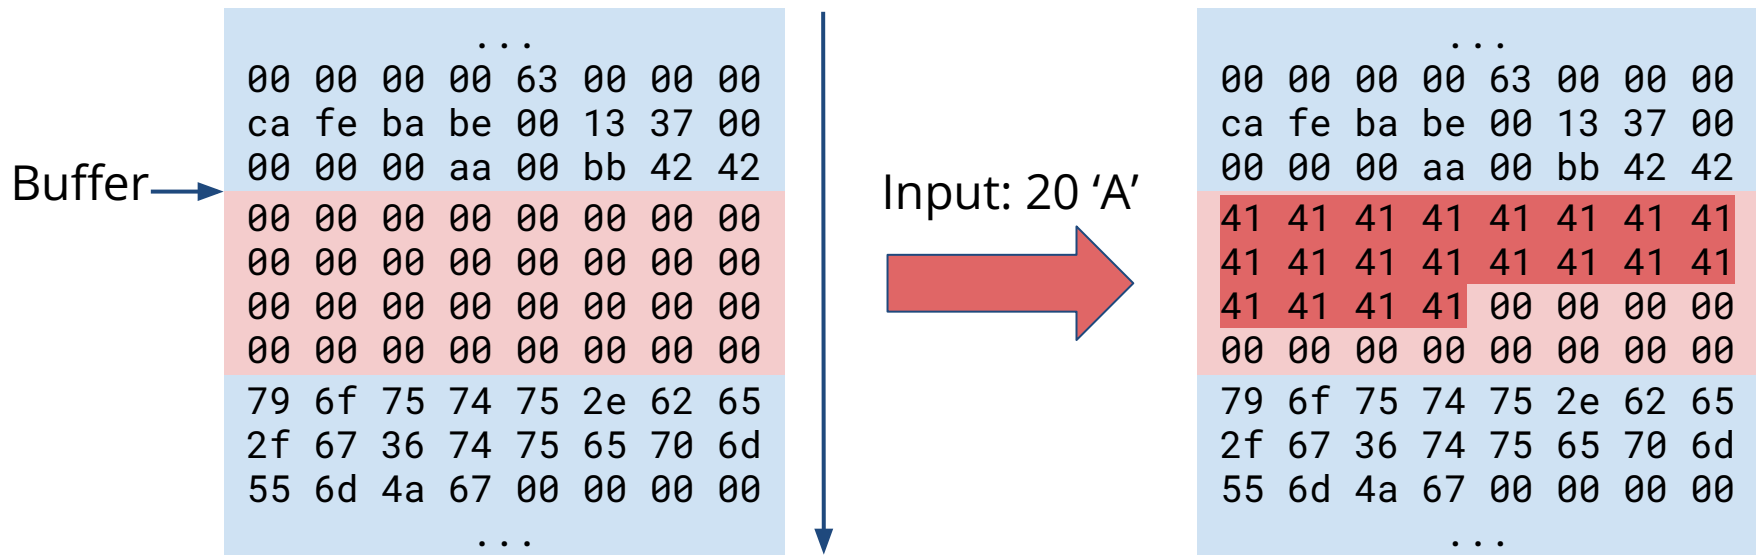 ...
00 00 00 00 63 00 00 00
ca fe ba be 00 13 37 00
00 00 00 aa 00 bb 42 42
Buffer
00 00 00 00 00 00 00 00
00 00 00 00 00 00 00 00
00 00 00 00 00 00 00 00
00 00 00 00 00 00 00 00
79 6f 75 74 75 2e 62 65
2f 67 36 74 75 65 70 6d
55 6d 4a 67 00 00 00 00
...
Input: 20 ‘A’
...
00 00 00 00 63 00 00 00
ca fe ba be 00 13 37 00
00 00 00 aa 00 bb 42 42
41 41 41 41 41 41 41 41
41 41 41 41 41 41 41 41
41 41 41 41 00 00 00 00
00 00 00 00 00 00 00 00
79 6f 75 74 75 2e 62 65
2f 67 36 74 75 65 70 6d
55 6d 4a 67 00 00 00 00
...